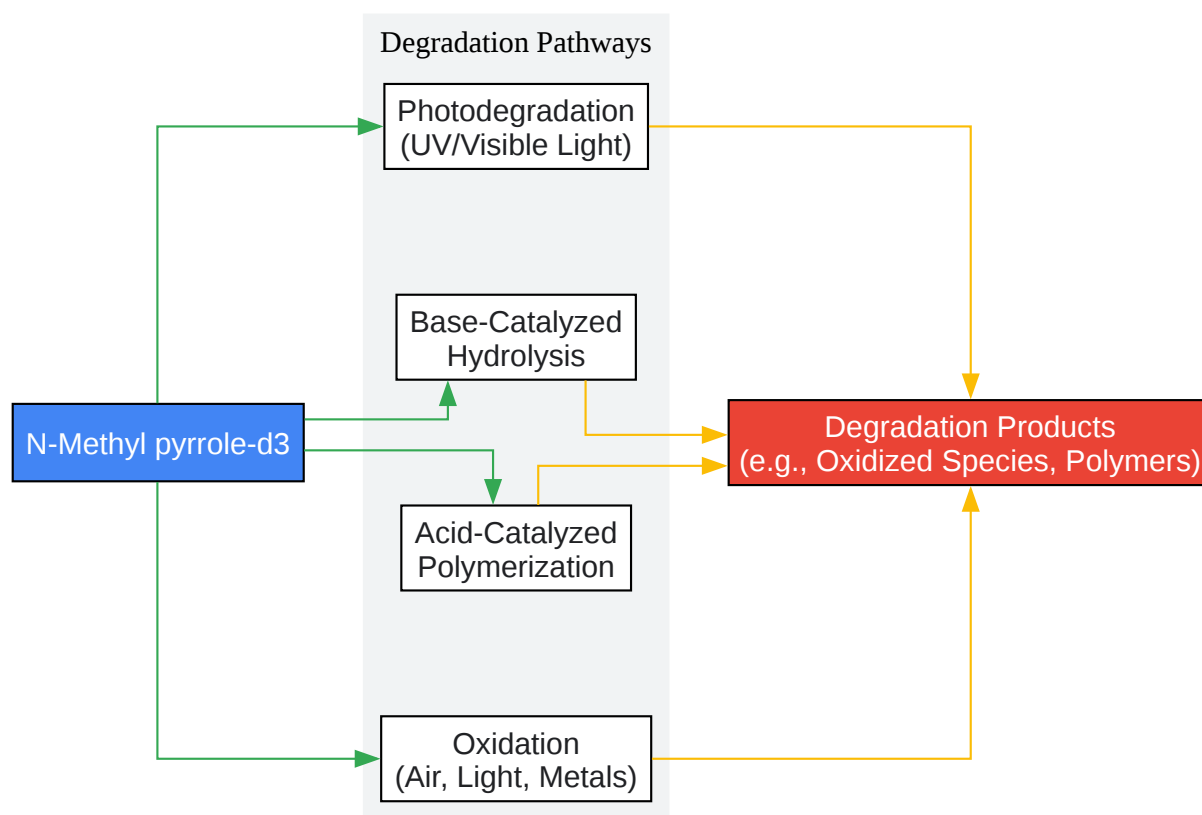 Degradation Pathways
Photodegradation
(UV/Visible Light)
Base-Catalyzed
Hydrolysis
N-Methyl pyrrole-d3
Degradation Products
(e.g., Oxidized Species, Polymers)
Acid-Catalyzed
Polymerization
Oxidation
(Air, Light, Metals)